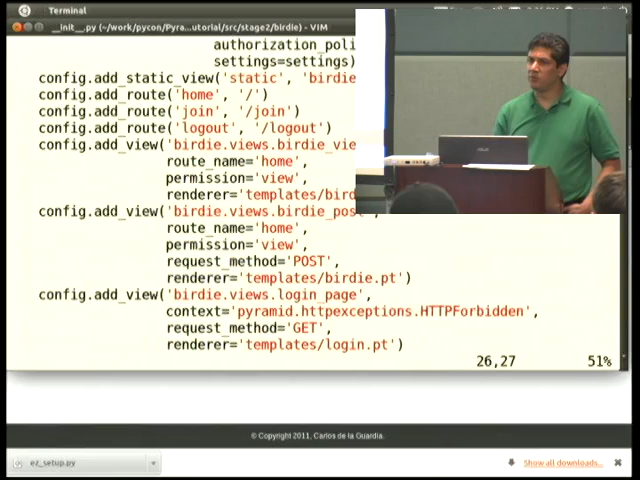 Terminal
__init__.py (~/work/pycon/Pyra...utorial/src/stage2/birdie) - VIM
authorization_poli
settings=settings)
config.add_static_view('static', 'birdie
config.add_route('home', '/')
config.add_route('join', '/join')
config.add_route('logout', '/logout')
config.add_view('birdie.views.birdie_vie
route_name='home',
permission='view',
renderer='templates/bird
config.add_view('birdie.views.birdie_post',
route_name='home',
permission='view',
request_method='POST',
renderer='templates/birdie.pt')
config.add_view('birdie.views.login_page',
context='pyramid.httpexceptions.HTTPForbidden',
request_method='GET',
renderer='templates/login.pt')
26,27 51%
© Copyright 2011, Carlos de la Guardia.
ez_setup.py
Show all downloads...